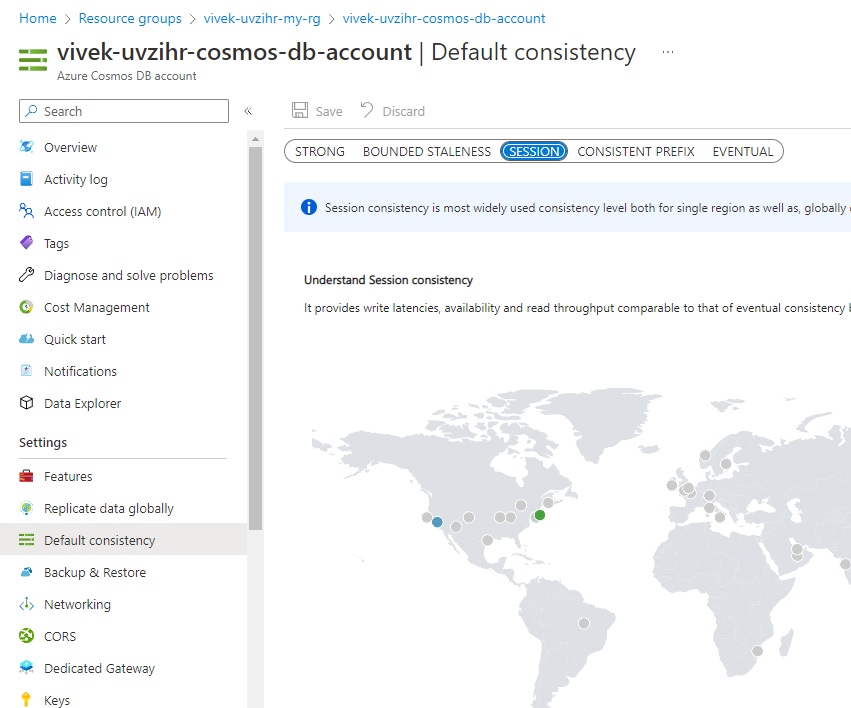 Home > Resource groups > vivek-uvzihr-my-rg > vivek-uvzihr-cosmos-db-account
vivek-uvzihr-cosmos-db-account | Default consistency ...
Azure Cosmos DB account
Search
«
Save
Discard
Overview
Activity log
Access control (IAM)
Tags
Diagnose and solve problems
Cost Management
Quick start
Notifications
Data Explorer
Settings
Features
Replicate data globally
Default consistency
Backup & Restore
Networking
CORS
Dedicated Gateway
Keys
STRONG BOUNDED STALENESS SESSION CONSISTENT PREFIX EVENTUAL
Session consistency is most widely used consistency level both for single region as well as, globally
Understand Session consistency
It provides write latencies, availability and read throughput comparable to that of eventual consistency